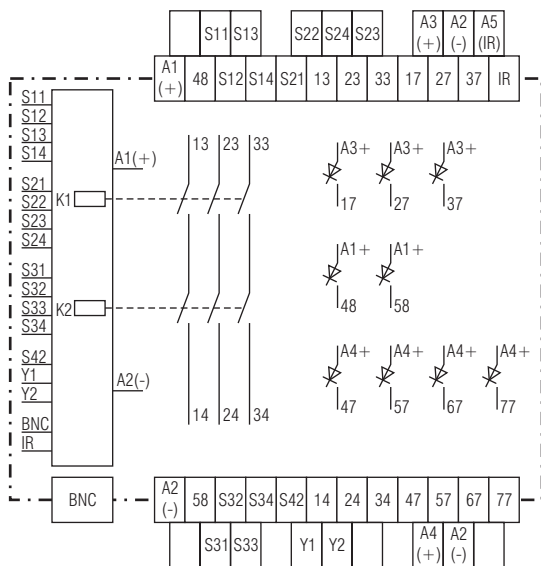 S11 S13 S22 S24 S23 A3 (+) A2 (-) A5 (IR)
A1 (+) 48 S12 S14 S21 13 23 33 17 27 37 IR
S11
S12
S13
S14
A1(+)
S21
K1
S22
S23
S24
S31
S32
K2
S33
S34
S42
Y1
A2(-)
Y2
BNC
IR
13 23 33
14 24 34
A3+ A3+ A3+
17 27 37
A1+ A1+
48 58
A4+ A4+ A4+ A4+
47 57 67 77
BNC
A2 (-) 58 S32 S34 S42 14 24 34 47 57 67 77
S31 S33 Y1 Y2 A4 (+) A2 (-)